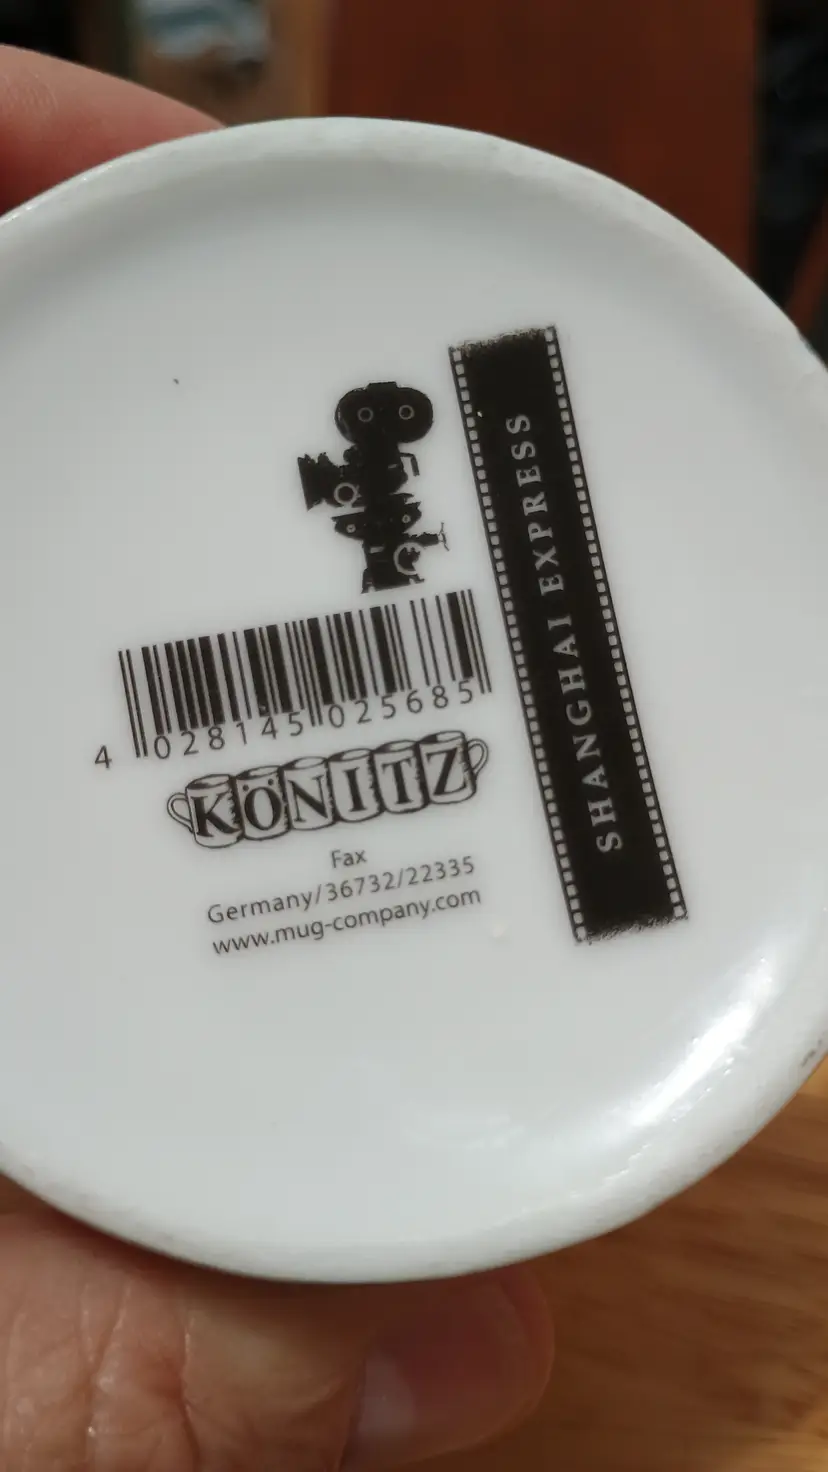 SHANGHAI EXPRESS
4 028145 025685
KÖNITZ
Fax
Germany/36732/22335
www.mug-company.com